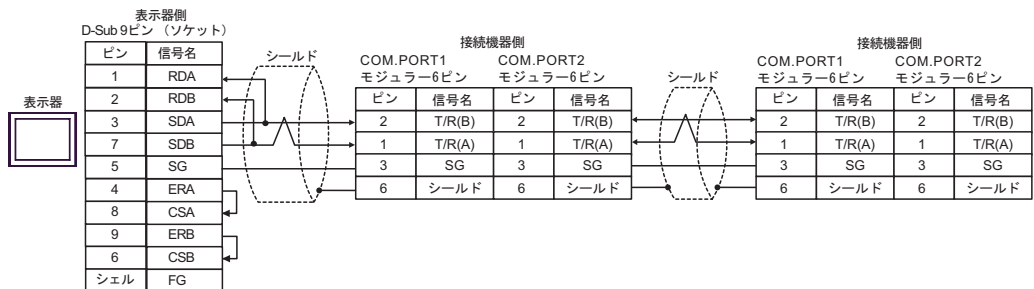 表示器
表示器側
D-Sub 9ピン （ソケット）
ピン 信号名
1 RDA
2 RDB
3 SDA
7 SDB
5 SG
4 ERA
8 CSA
9 ERB
6 CSB
シェル FG
シールド
接続機器側
COM.PORT1 COM.PORT2
モジュラー6ピン モジュラー6ピン
ピン 信号名 ピン 信号名
2 T/R(B) 2 T/R(B)
1 T/R(A) 1 T/R(A)
3 SG 3 SG
6 シールド 6 シールド
シールド
接続機器側
COM.PORT1 COM.PORT2
モジュラー6ピン モジュラー6ピン
ピン 信号名 ピン 信号名
2 T/R(B) 2 T/R(B)
1 T/R(A) 1 T/R(A)
3 SG 3 SG
6 シールド 6 シールド